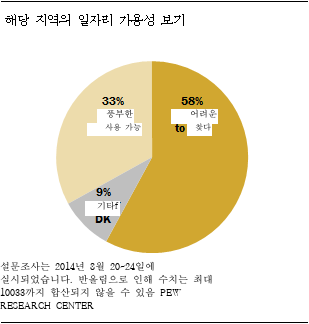 해당 지역의 일자리 가용성 보기
33%
풍부한
사용 가능
58%
어려운
to 찾다
9%
기타f
DK
설문조사는 2014년 8월 20-24일에
실시되었습니다. 반올림으로 인해 수치는 최대
10033까지 합산되지 않을 수 있음 PEW
RESEARCH CENTER